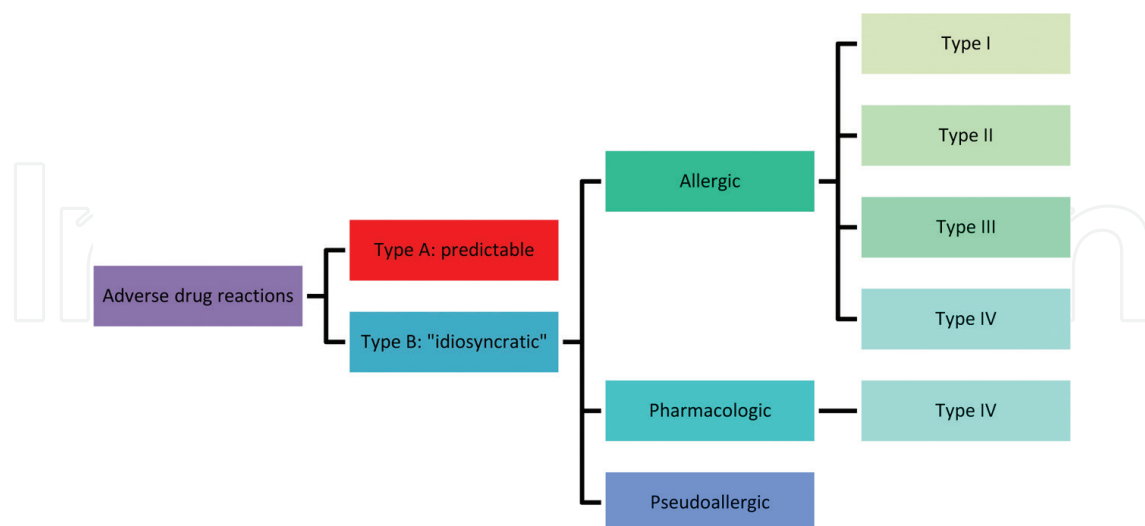 Adverse drug reactions
Type A: predictable
Type B: "idiosyncratic"
Allergic
Pharmacologic
Pseudoallergic
Type I
Type II
Type III
Type IV
Type IV